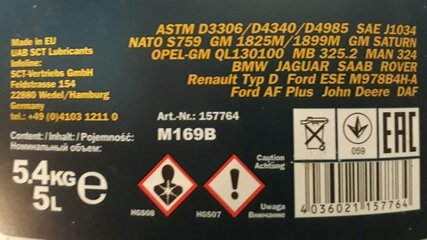 Made in EU
UAB SCT Lubricants
Infoline:
SCT-Vertriebs GmbH
Feldstrasse 154
22880 Wedel/Hamburg
Germany
tel.: +49 (0)4103 1211 0
ASTM D3306/D4340/D4985 SAE J1034
NATO S759 GM 1825M/1899M GM SATURN
OPEL-GM QL130100 MB 325.2 MAN 324
BMW JAGUAR SAAB ROVER
Renault Typ D Ford ESE M978B4H-A
Ford AF Plus John Deere DAF
Content: / Inhalt: / Pojemność:
Номинальный объем:
5,4KG e
5L
Art.-Nr.: 157764
M169B
Caution
Achtung
HGS08
HGS07
Uwaga
Внимание
059
EAC
4036021157764